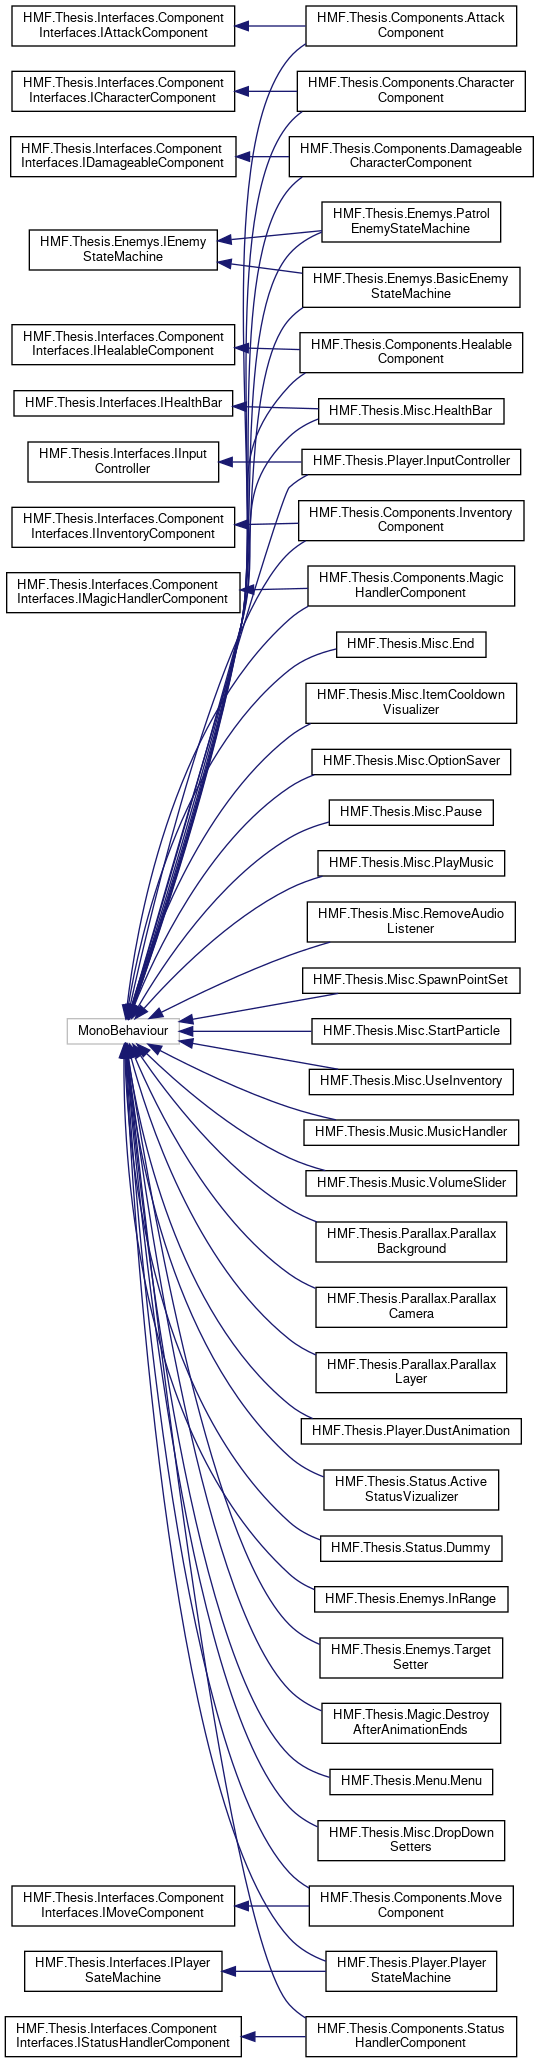 HMF.Thesis.Interfaces.Component
Interfaces.IAttackComponent
HMF.Thesis.Components.Attack
Component
HMF.Thesis.Interfaces.Component
Interfaces.ICharacterComponent
HMF.Thesis.Components.Character
Component
HMF.Thesis.Interfaces.Component
Interfaces.IDamageableComponent
HMF.Thesis.Components.Damageable
CharacterComponent
HMF.Thesis.Enemys.IEnemy
StateMachine
HMF.Thesis.Enemys.Patrol
EnemyStateMachine
HMF.Thesis.Enemys.BasicEnemy
StateMachine
HMF.Thesis.Interfaces.Component
Interfaces.IHealableComponent
HMF.Thesis.Components.Healable
Component
HMF.Thesis.Interfaces.IHealthBar
HMF.Thesis.Misc.HealthBar
HMF.Thesis.Interfaces.IInput
Controller
HMF.Thesis.Player.InputController
HMF.Thesis.Interfaces.Component
Interfaces.IInventoryComponent
HMF.Thesis.Components.Inventory
Component
HMF.Thesis.Interfaces.Component
Interfaces.IMagicHandlerComponent
HMF.Thesis.Components.Magic
HandlerComponent
HMF.Thesis.Misc.End
HMF.Thesis.Misc.ItemCooldown
Visualizer
HMF.Thesis.Misc.OptionSaver
HMF.Thesis.Misc.Pause
HMF.Thesis.Misc.PlayMusic
HMF.Thesis.Misc.RemoveAudio
Listener
HMF.Thesis.Misc.SpawnPointSet
MonoBehaviour
HMF.Thesis.Misc.StartParticle
HMF.Thesis.Misc.UseInventory
HMF.Thesis.Music.MusicHandler
HMF.Thesis.Music.VolumeSlider
HMF.Thesis.Parallax.Parallax
Background
HMF.Thesis.Parallax.Parallax
Camera
HMF.Thesis.Parallax.Parallax
Layer
HMF.Thesis.Player.DustAnimation
HMF.Thesis.Status.Active
StatusVizualizer
HMF.Thesis.Status.Dummy
HMF.Thesis.Enemys.InRange
HMF.Thesis.Enemys.Target
Setter
HMF.Thesis.Magic.Destroy
AfterAnimationEnds
HMF.Thesis.Menu.Menu
HMF.Thesis.Misc.DropDown
Setters
HMF.Thesis.Interfaces.Component
Interfaces.IMoveComponent
HMF.Thesis.Components.Move
Component
HMF.Thesis.Interfaces.IPlayer
SateMachine
HMF.Thesis.Player.Player
StateMachine
HMF.Thesis.Interfaces.Component
Interfaces.IStatusHandlerComponent
HMF.Thesis.Components.Status
HandlerComponent